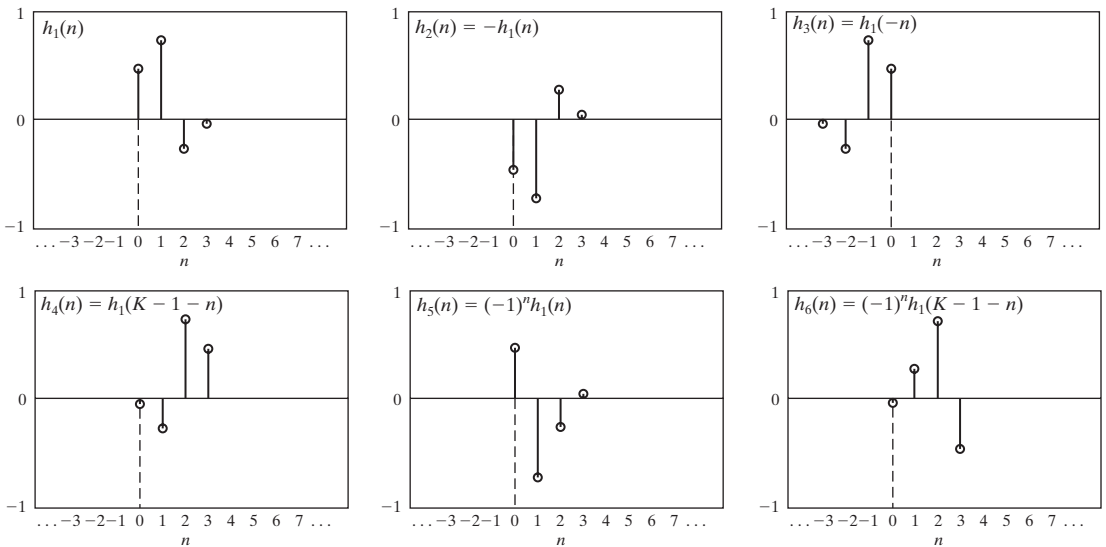 1
h₁(n)
0
−1
. . . −3 −2 −1 0 1 2 3 4 5 6 7 . . .
n
1
h₂(n) = −h₁(n)
0
−1
. . . −3 −2 −1 0 1 2 3 4 5 6 7 . . .
n
1
h₃(n) = h₁(−n)
0
−1
. . . −3 −2 −1 0 1 2 3 4 5 6 7 . . .
n
1
h₄(n) = h₁(K − 1 − n)
0
−1
. . . −3 −2 −1 0 1 2 3 4 5 6 7 . . .
n
1
h₅(n) = (−1)ⁿh₁(n)
0
−1
. . . −3 −2 −1 0 1 2 3 4 5 6 7 . . .
n
1
h₆(n) = (−1)ⁿh₁(K − 1 − n)
0
−1
. . . −3 −2 −1 0 1 2 3 4 5 6 7 . . .
n